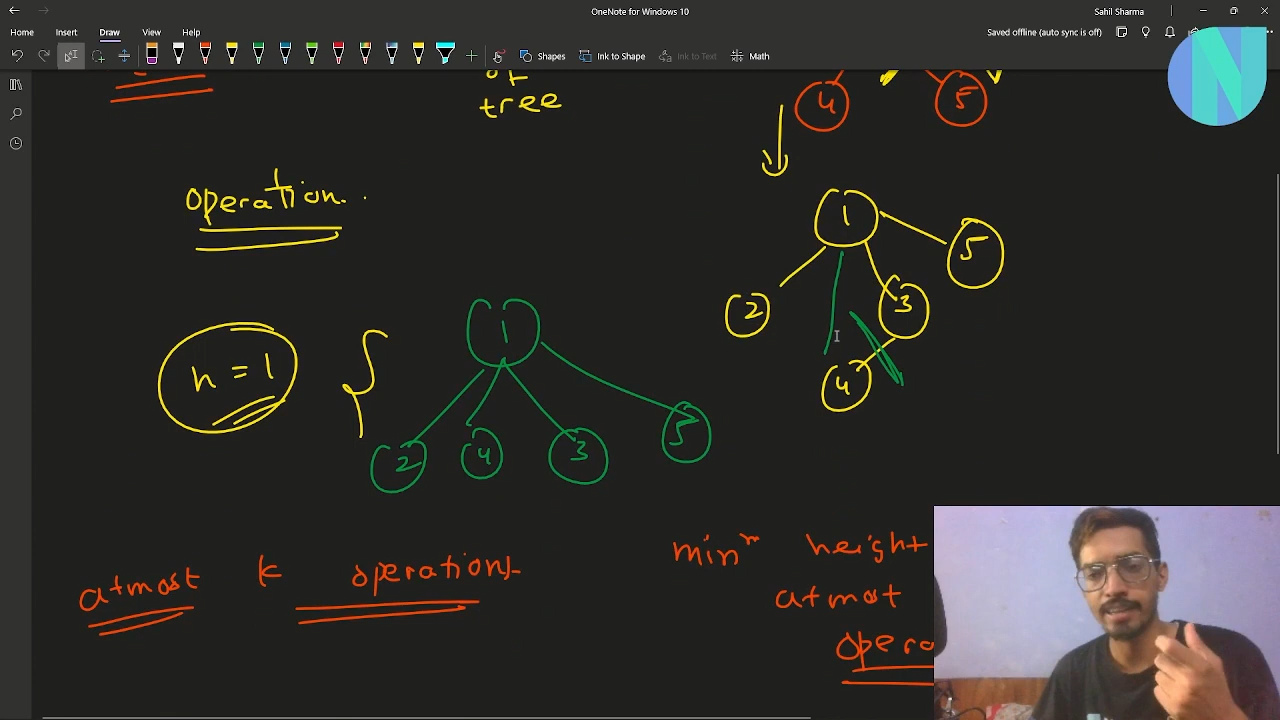 OneNote for Windows 10
Sahil Sharma
Home Insert Draw View Help
Saved offline (auto sync is off)
Shapes Ink to Shape Ink to Text Math
of
tree
4 5
operation.
1
5
2 3
4
h = 1
1
2 4 3 5
atmost k operations
min^m height
atmost
opera
N